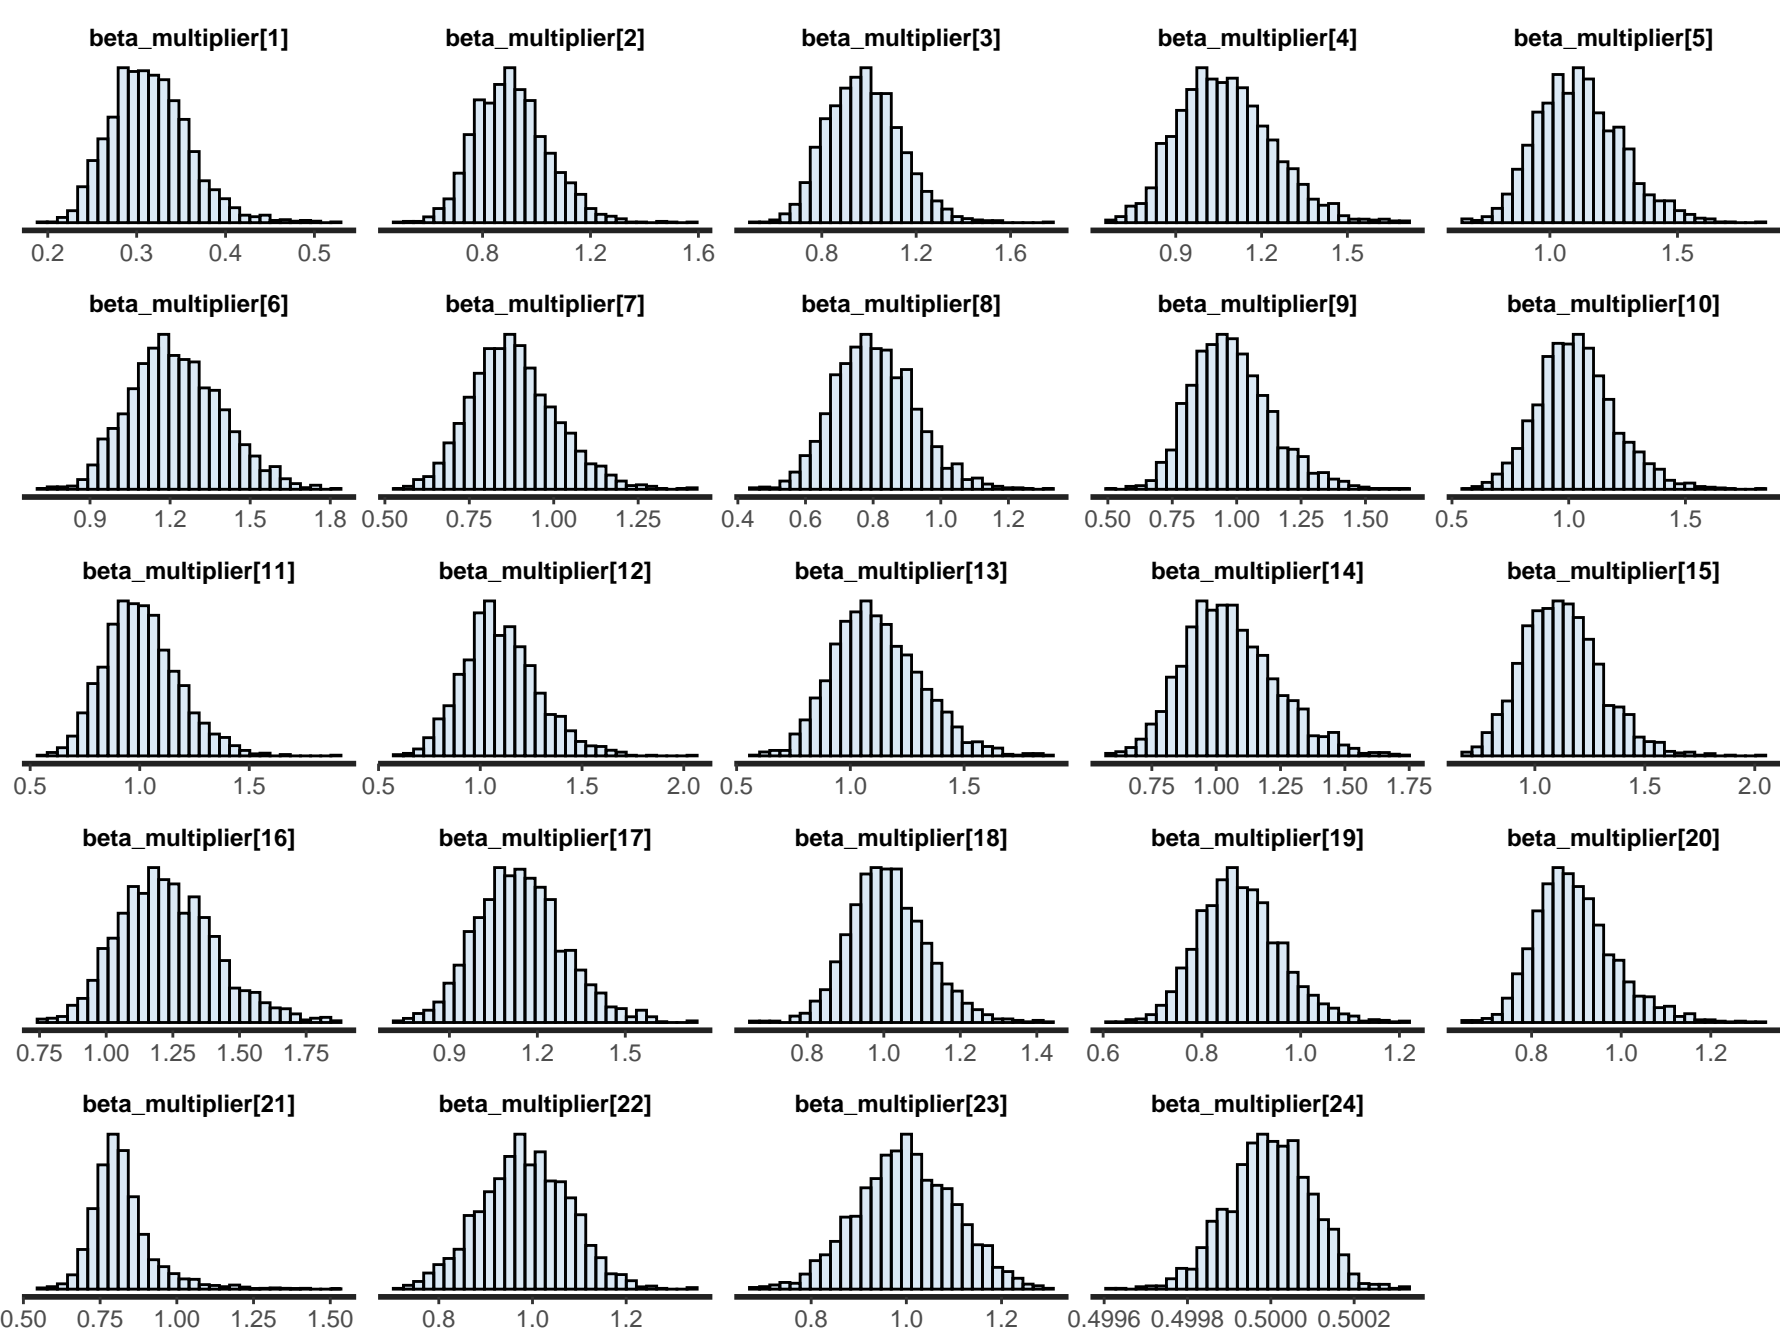 beta_multiplier[1] beta_multiplier[2] beta_multiplier[3] beta_multiplier[4] beta_multiplier[5]
0.2 0.3 0.4 0.5 0.8 1.2 1.6 0.8 1.2 1.6 0.9 1.2 1.5 1.0 1.5
beta_multiplier[6] beta_multiplier[7] beta_multiplier[8] beta_multiplier[9] beta_multiplier[10]
0.9 1.2 1.5 1.8 0.50 0.75 1.00 1.25 0.4 0.6 0.8 1.0 1.2 0.50 0.75 1.00 1.25 1.50 0.5 1.0 1.5
beta_multiplier[11] beta_multiplier[12] beta_multiplier[13] beta_multiplier[14] beta_multiplier[15]
0.5 1.0 1.5 0.5 1.0 1.5 2.0 0.5 1.0 1.5 0.75 1.00 1.25 1.50 1.75 1.0 1.5 2.0
beta_multiplier[16] beta_multiplier[17] beta_multiplier[18] beta_multiplier[19] beta_multiplier[20]
0.75 1.00 1.25 1.50 1.75 0.9 1.2 1.5 0.8 1.0 1.2 1.4 0.6 0.8 1.0 1.2 0.8 1.0 1.2
beta_multiplier[21] beta_multiplier[22] beta_multiplier[23] beta_multiplier[24]
0.50 0.75 1.00 1.25 1.50 0.8 1.0 1.2 0.8 1.0 1.2 0.4996 0.4998 0.5000 0.5002